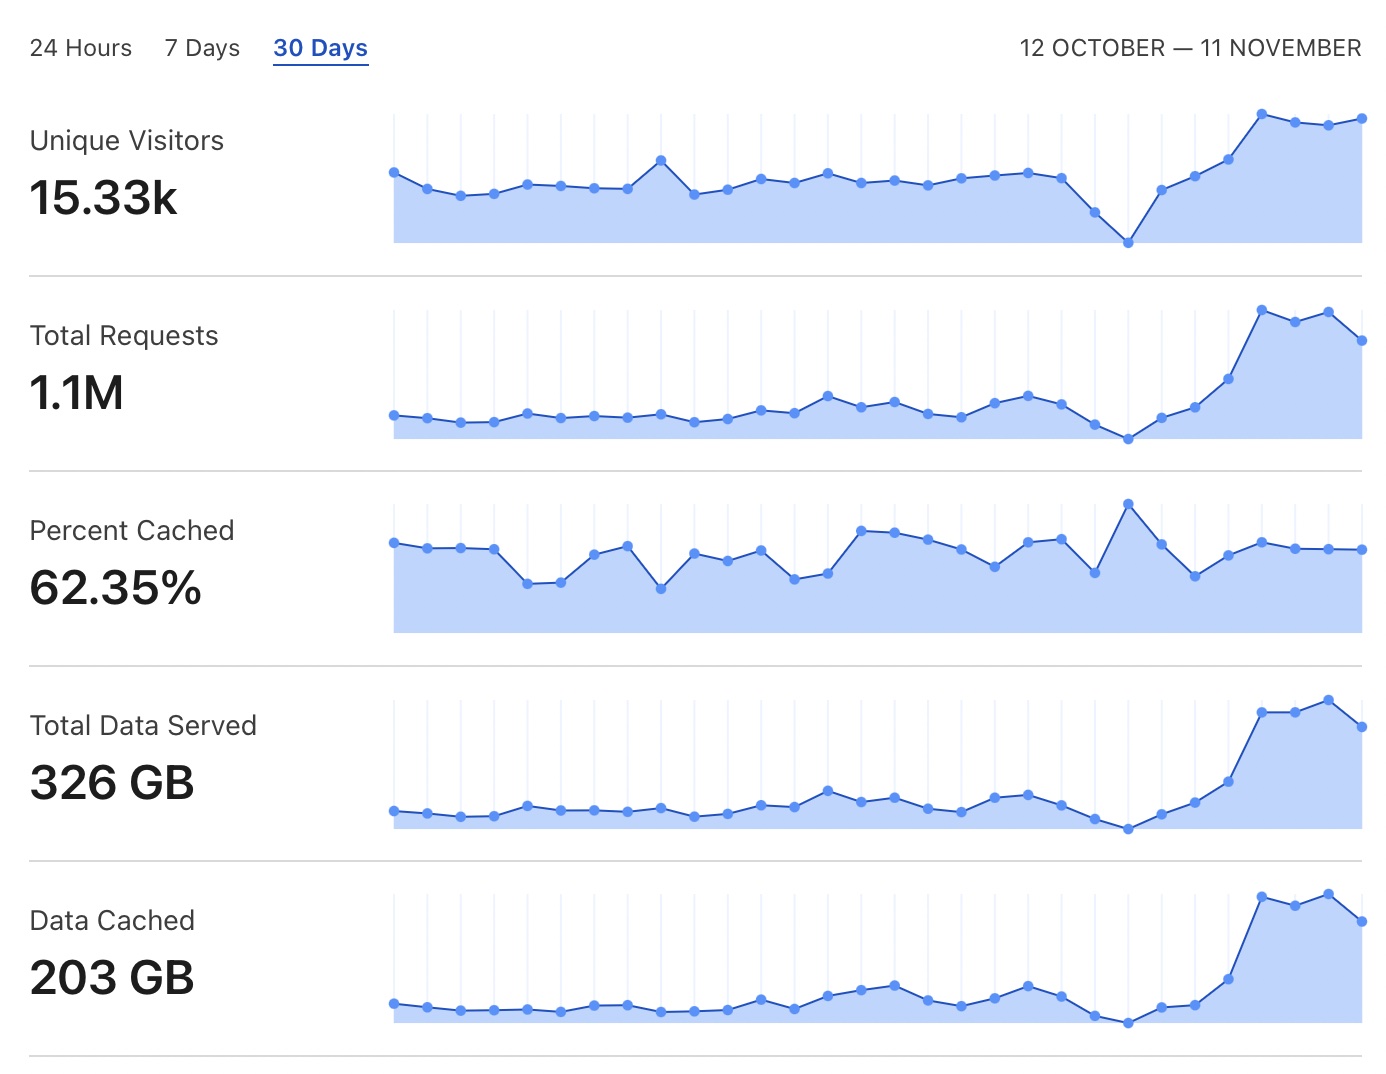 24 Hours 7 Days 30 Days 12 OCTOBER — 11 NOVEMBER
Unique Visitors
15.33k
Total Requests
1.1M
Percent Cached
62.35%
Total Data Served
326 GB
Data Cached
203 GB